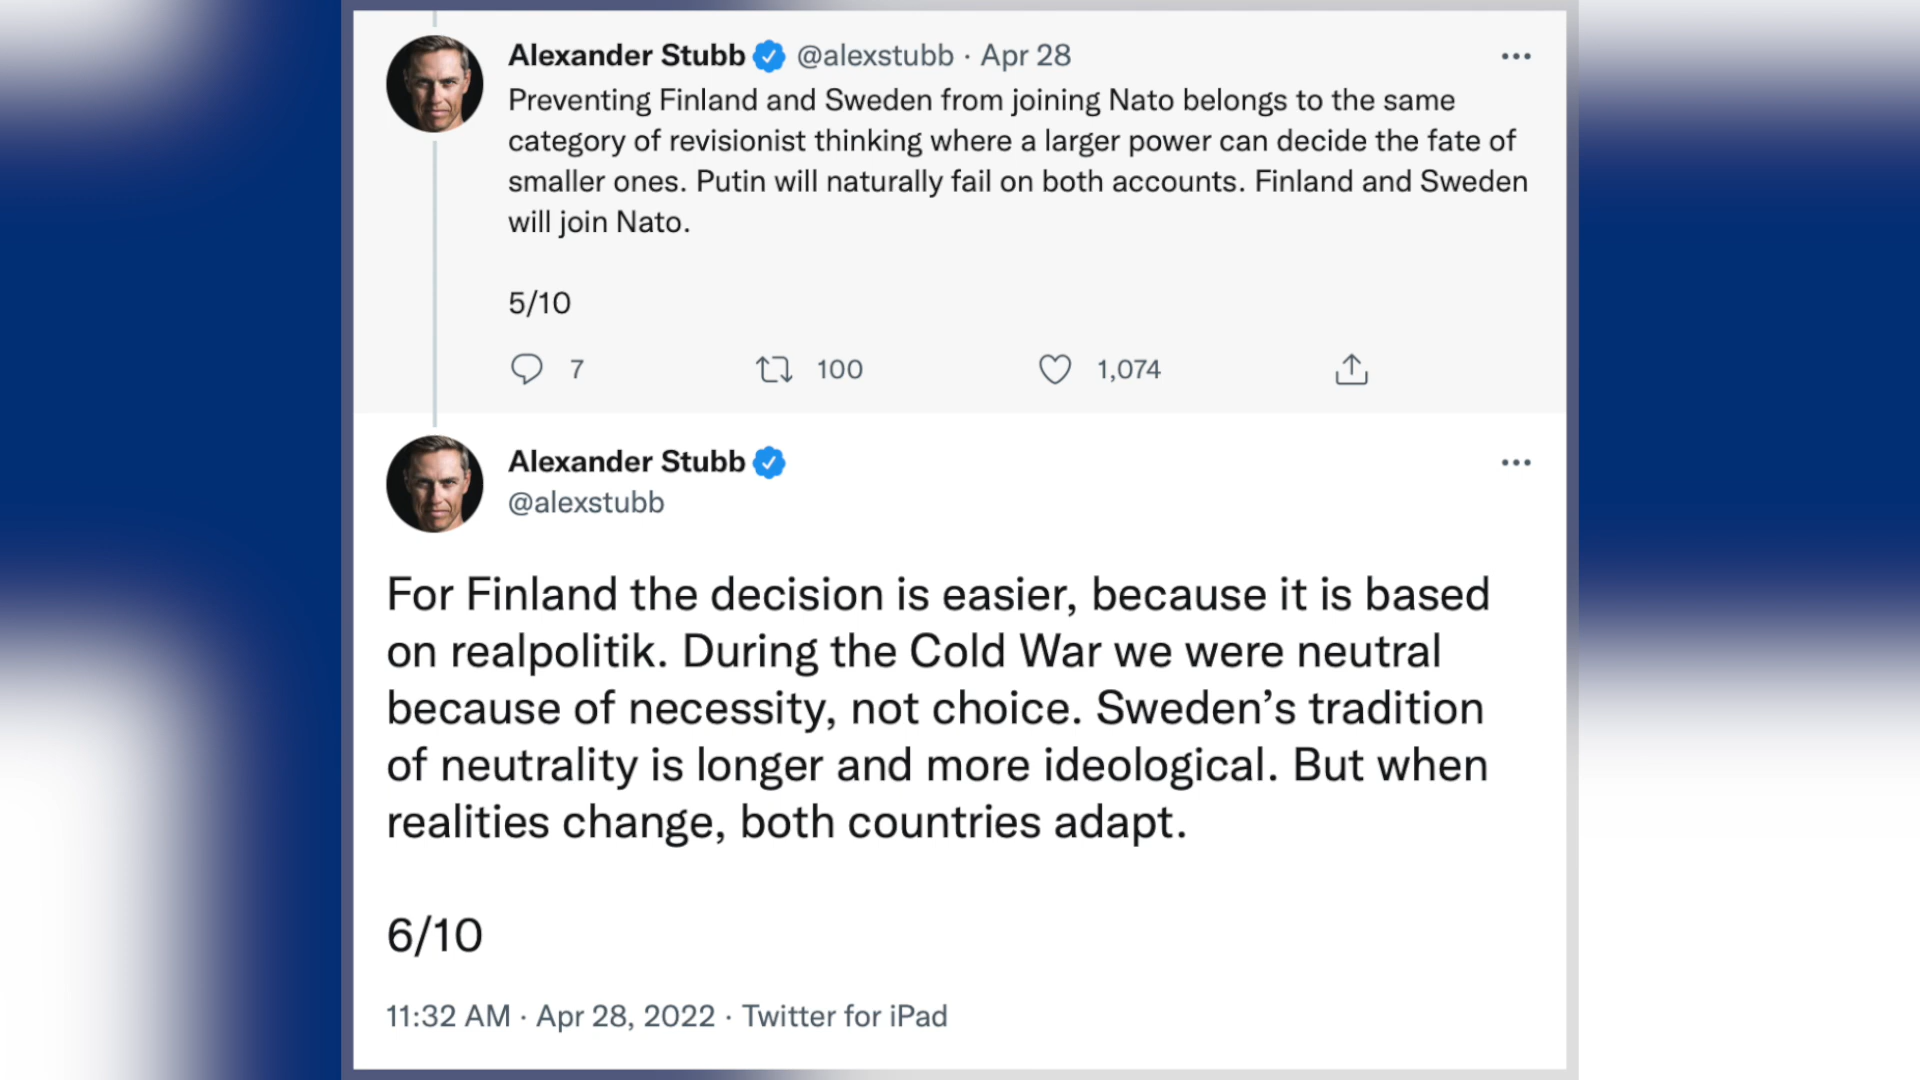 Alexander Stubb @alexstubb · Apr 28
Preventing Finland and Sweden from joining Nato belongs to the same
category of revisionist thinking where a larger power can decide the fate of
smaller ones. Putin will naturally fail on both accounts. Finland and Sweden
will join Nato.
5/10
7 100 1,074
Alexander Stubb
@alexstubb
For Finland the decision is easier, because it is based
on realpolitik. During the Cold War we were neutral
because of necessity, not choice. Sweden’s tradition
of neutrality is longer and more ideological. But when
realities change, both countries adapt.
6/10
11:32 AM · Apr 28, 2022 · Twitter for iPad